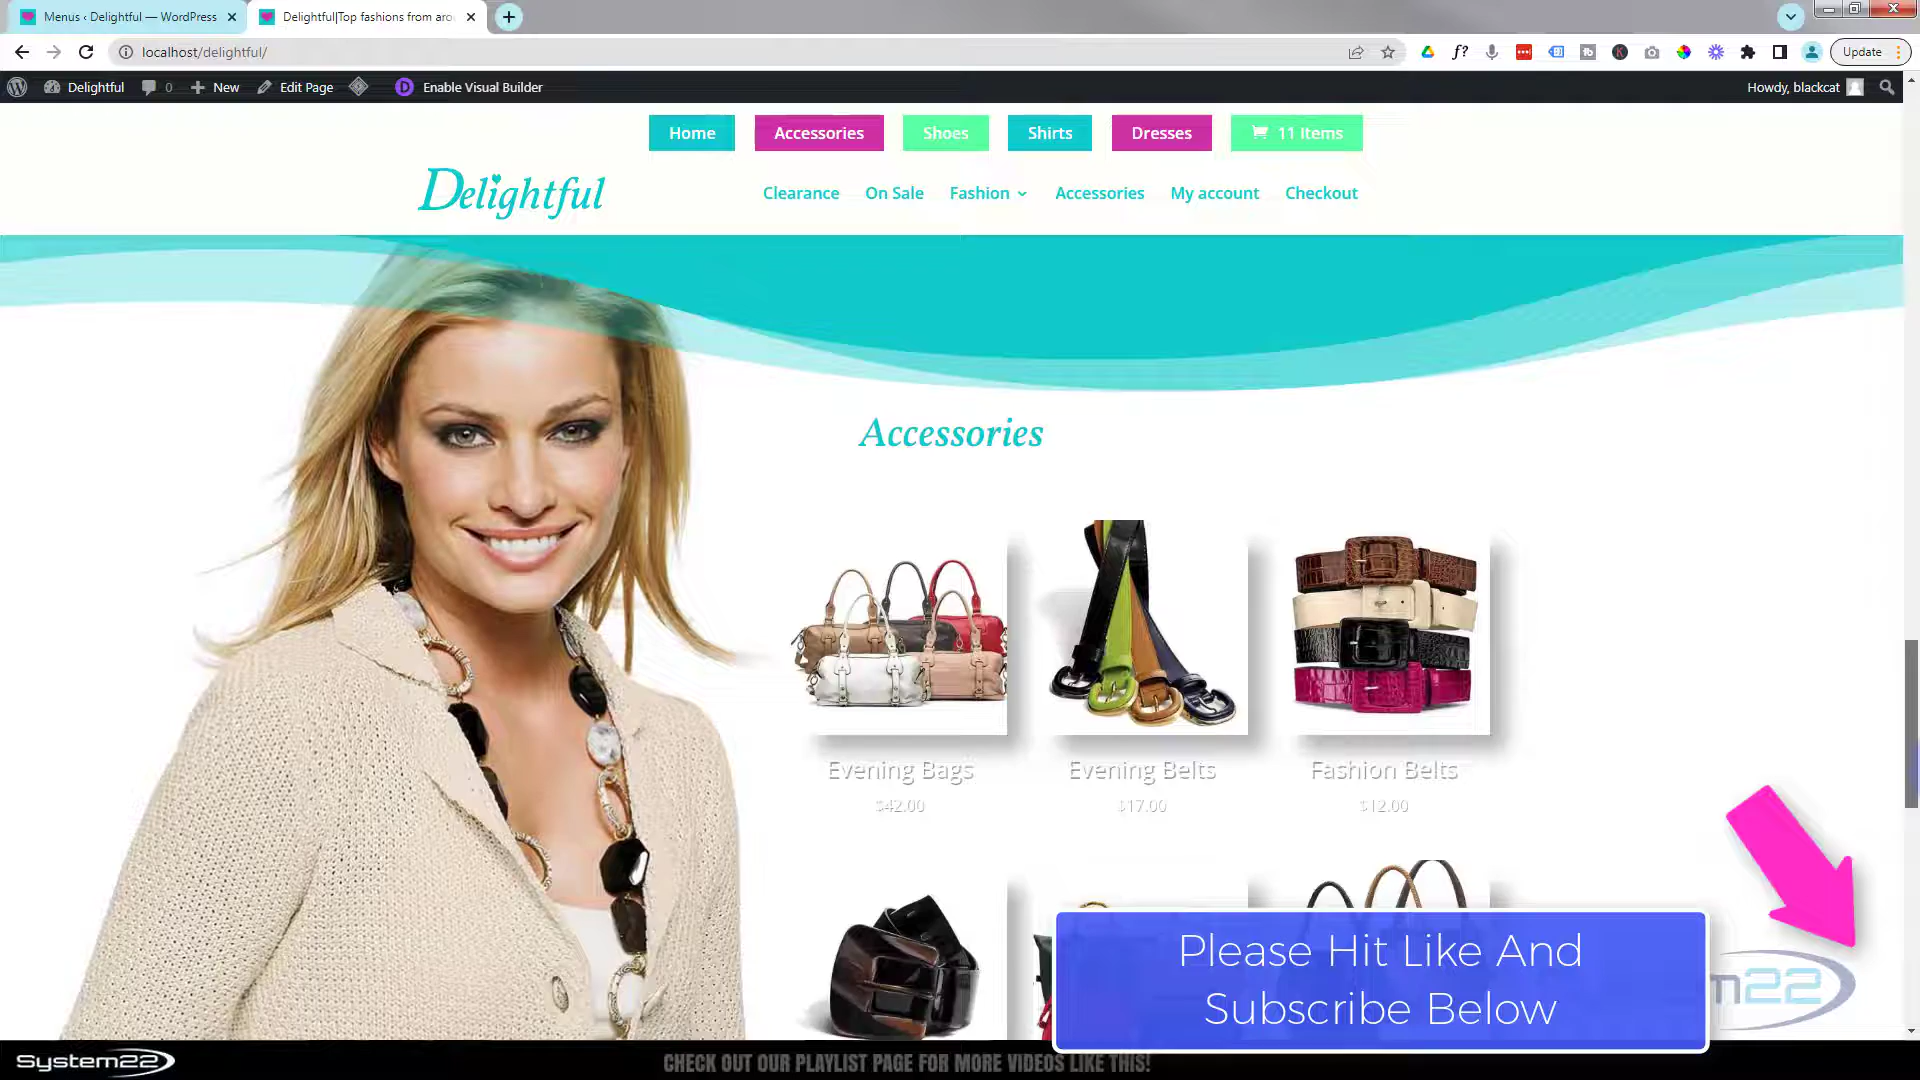 Menus ‹ Delightful — WordPress
Delightful|Top fashions from aro
localhost/delightful/
Update
Delightful
0
New
Edit Page
Enable Visual Builder
Howdy, blackcat
Home
Accessories
Shoes
Shirts
Dresses
11 Items
Delightful
Clearance
On Sale
Fashion
Accessories
My account
Checkout
Accessories
Evening Bags
Evening Belts
Fashion Belts
$42.00
$17.00
$12.00
Please Hit Like And
Subscribe Below
m22
System22
CHECK OUT OUR PLAYLIST PAGE FOR MORE VIDEOS LIKE THIS!